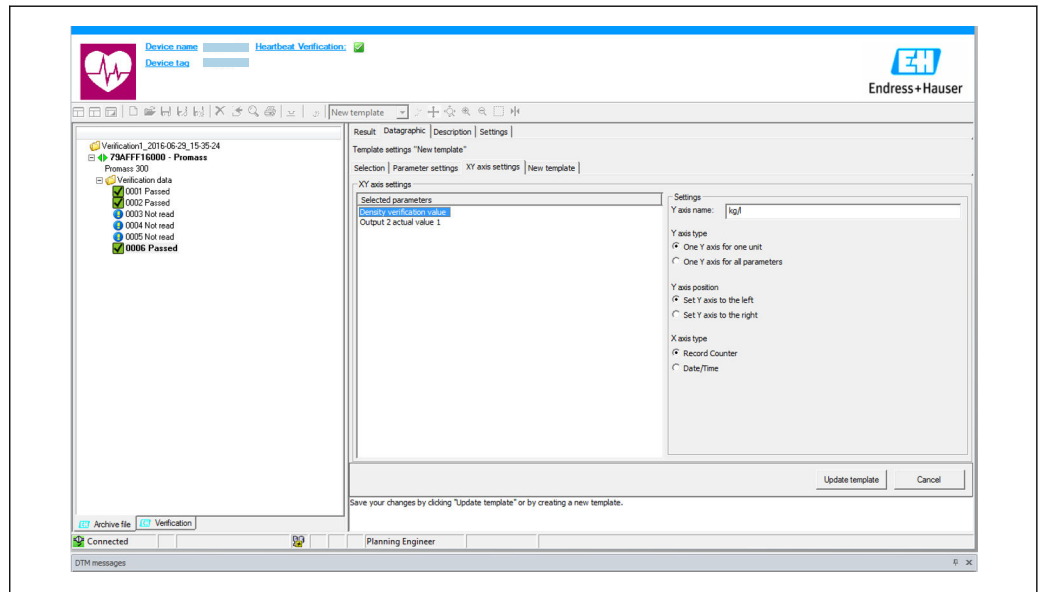 Device name Heartbeat Verification:
Device tag
EH
Endress+Hauser
New template
Result Datagraphic Description Settings
Verification1_2016-06-29_15-35-24
79AFFF16000 - Promass
Promass 300
Verification data
0001 Passed
0002 Passed
0003 Not read
0004 Not read
0005 Not read
0006 Passed
Template settings "New template"
Selection Parameter settings XY axis settings New template
XY axis settings
Selected parameters
Density verification value
Output 2 actual value 1
Settings
Y axis name: kg/l
Y axis type
One Y axis for one unit
One Y axis for all parameters
Y axis position
Set Y axis to the left
Set Y axis to the right
X axis type
Record Counter
Date/Time
Update template Cancel
Save your changes by clicking "Update template" or by creating a new template.
Archive file Verification
Connected Planning Engineer
DTM messages